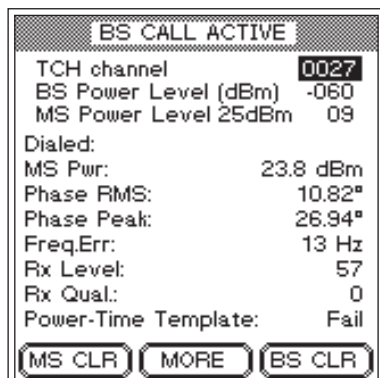 BS CALL ACTIVE
TCH channel 0027
BS Power Level (dBm) -060
MS Power Level 25dBm 09
Dialed:
MS Pwr: 23.8 dBm
Phase RMS: 10.82°
Phase Peak: 26.94°
Freq.Err: 13 Hz
Rx Level: 57
Rx Qual.: 0
Power-Time Template: Fail
MS CLR MORE BS CLR